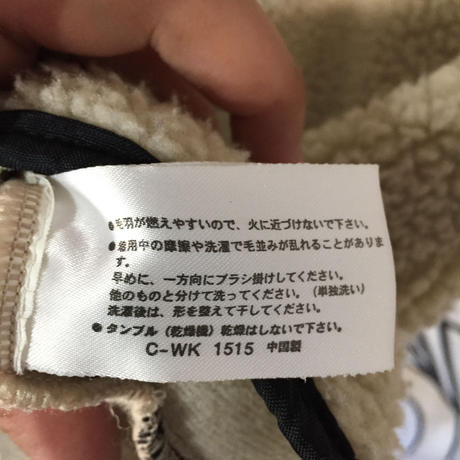 ●毛羽が燃えやすいので、火に近づけないで下さい。
●着用中の摩擦や洗濯で毛並みが乱れることがありま
す。
早めに、一方向にブラシ掛けしてください。
他のものと分けて洗ってください。（単独洗い）
洗濯後は、形を整えて干してください。
●タンブル（乾燥機）乾燥はしないで下さい。
C-WK 1515 中国製